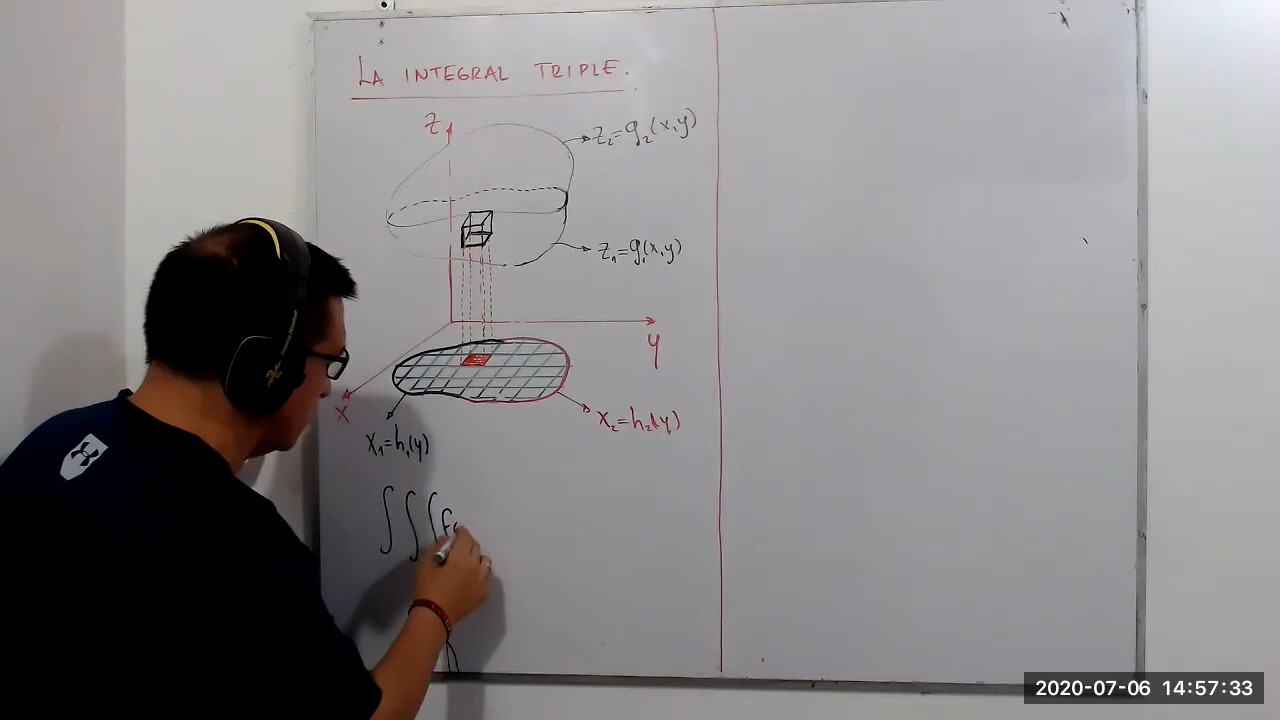 LA INTEGRAL TRIPLE.
z
z₂=g₂(x,y)
z₁=g₁(x,y)
y
x
x₂=h₂(y)
x₁=h₁(y)
∫∫∫f(
2020-07-06 14:57:33